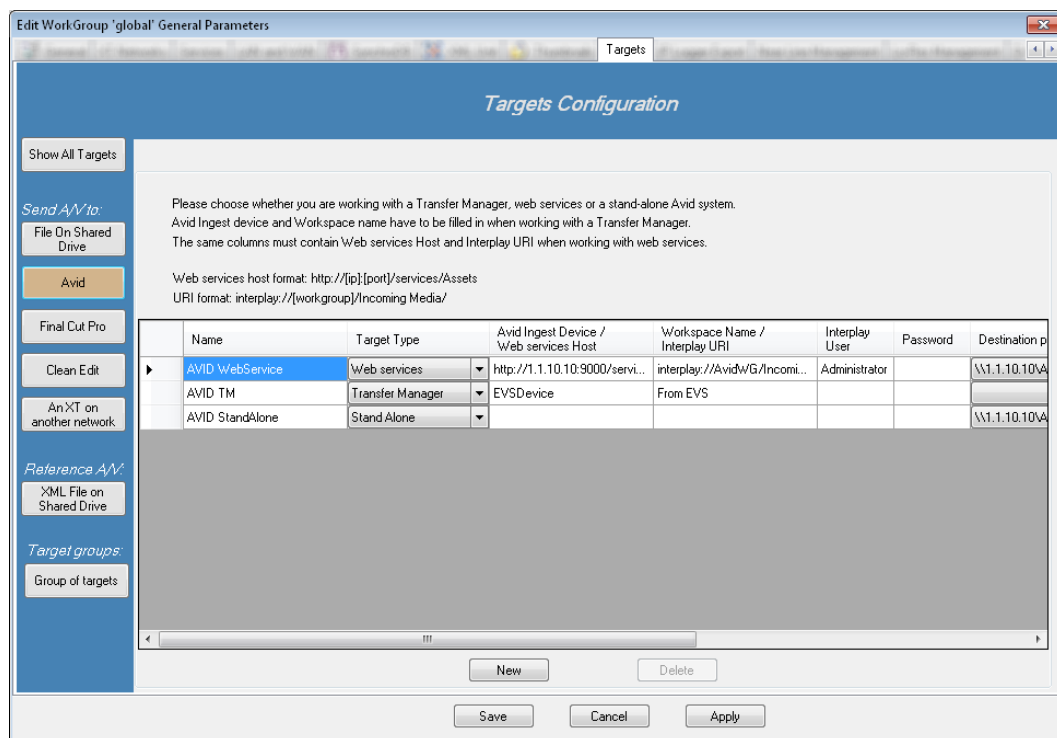 Edit WorkGroup 'global' General Parameters
Targets
Targets Configuration
Show All Targets
Send A/V to:
File On Shared
Drive
Avid
Final Cut Pro
Clean Edit
An XT on
another network
Reference A/V:
XML File on
Shared Drive
Target groups:
Group of targets
Please choose whether you are working with a Transfer Manager, web services or a stand-alone Avid system.
Avid Ingest device and Workspace name have to be filled in when working with a Transfer Manager.
The same columns must contain Web services Host and Interplay URI when working with web services.
Web services host format: http://[ip]:[port]/services/Assets
URI format: interplay://[workgroup]/Incoming Media/
Name Target Type Avid Ingest Device / Web services Host Workspace Name / Interplay URI Interplay User Password Destination p
AVID WebService Web services http://1.1.10.10:9000/servi... interplay://AvidWG/Incomi... Administrator \\1.1.10.10\A
AVID TM Transfer Manager EVSDevice From EVS
AVID StandAlone Stand Alone \\1.1.10.10\A
New Delete
Save Cancel Apply